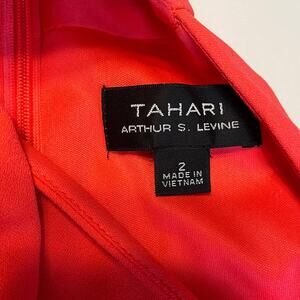 TAHARI
ARTHUR S. LEVINE
2
MADE IN
VIETNAM